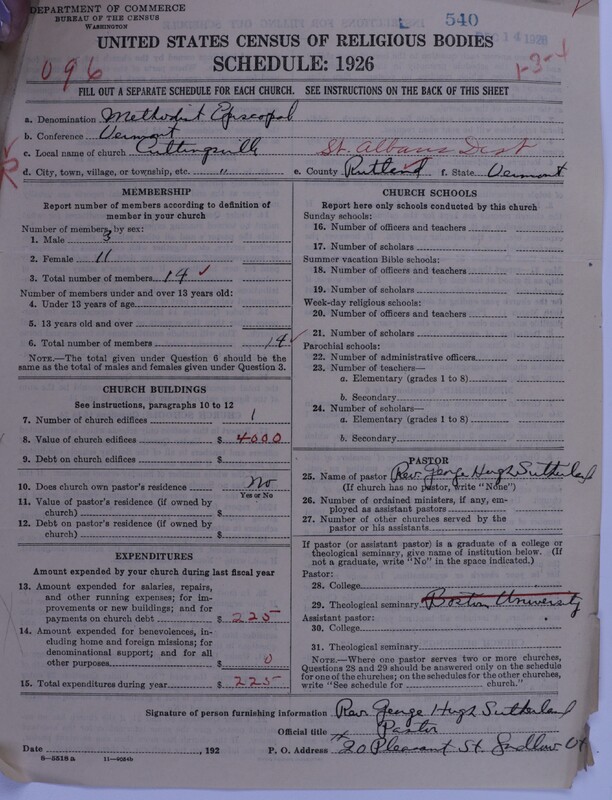 DEPARTMENT OF COMMERCE
BUREAU OF THE CENSUS
WASHINGTON
540
DEC 14 1926
UNITED STATES CENSUS OF RELIGIOUS BODIES
SCHEDULE: 1926
096
1-3-1
FILL OUT A SEPARATE SCHEDULE FOR EACH CHURCH. SEE INSTRUCTIONS ON THE BACK OF THIS SHEET
a. Denomination Methodist Episcopal
b. Conference Vermont
c. Local name of church Cuttingsville St. Albans Dist
d. City, town, village, or township, etc. " e. County Rutland f. State Vermont
MEMBERSHIP
Report number of members according to definition of
member in your church
Number of members by sex:
1. Male 3
2. Female 11
3. Total number of members 14 ✓
Number of members under and over 13 years old:
4. Under 13 years of age
5. 13 years old and over
6. Total number of members 14 ✓
NOTE.—The total given under Question 6 should be the
same as the total of males and females given under Question 3.
CHURCH BUILDINGS
See instructions, paragraphs 10 to 12
7. Number of church edifices 1
8. Value of church edifices $ 4000
9. Debt on church edifices $
10. Does church own pastor's residence No
Yes or No
11. Value of pastor's residence (if owned by
church) $
12. Debt on pastor's residence (if owned by
church) $
EXPENDITURES
Amount expended by your church during last fiscal year
13. Amount expended for salaries, repairs,
and other running expenses; for im-
provements or new buildings; and for
payments on church debt $ 225
14. Amount expended for benevolences, in-
cluding home and foreign missions; for
denominational support; and for all
other purposes $ 0
15. Total expenditures during year $ 225
CHURCH SCHOOLS
Report here only schools conducted by this church
Sunday schools:
16. Number of officers and teachers
17. Number of scholars
Summer vacation Bible schools:
18. Number of officers and teachers
19. Number of scholars
Week-day religious schools:
20. Number of officers and teachers
21. Number of scholars
Parochial schools:
22. Number of administrative officers
23. Number of teachers—
a. Elementary (grades 1 to 8)
b. Secondary
24. Number of scholars—
a. Elementary (grades 1 to 8)
b. Secondary
PASTOR
25. Name of pastor Rev. George Hugh Sutherland
(If church has no pastor, write "None")
26. Number of ordained ministers, if any, em-
ployed as assistant pastors
27. Number of other churches served by the
pastor or his assistants
If pastor (or assistant pastor) is a graduate of a college or
theological seminary, give name of institution below. (If
not a graduate, write "No" in the space indicated.)
Pastor:
28. College
29. Theological seminary Boston University
Assistant pastor:
30. College
31. Theological seminary
NOTE.—Where one pastor serves two or more churches,
Questions 28 and 29 should be answered only on the schedule
for one of the churches; on the schedules for the other churches,
write "See schedule for church."
Signature of person furnishing information Rev. George Hugh Sutherland
Official title Pastor
Date , 192 P. O. Address 20 Pleasant St. Ludlow Vt
8—5518 a 11—9054b